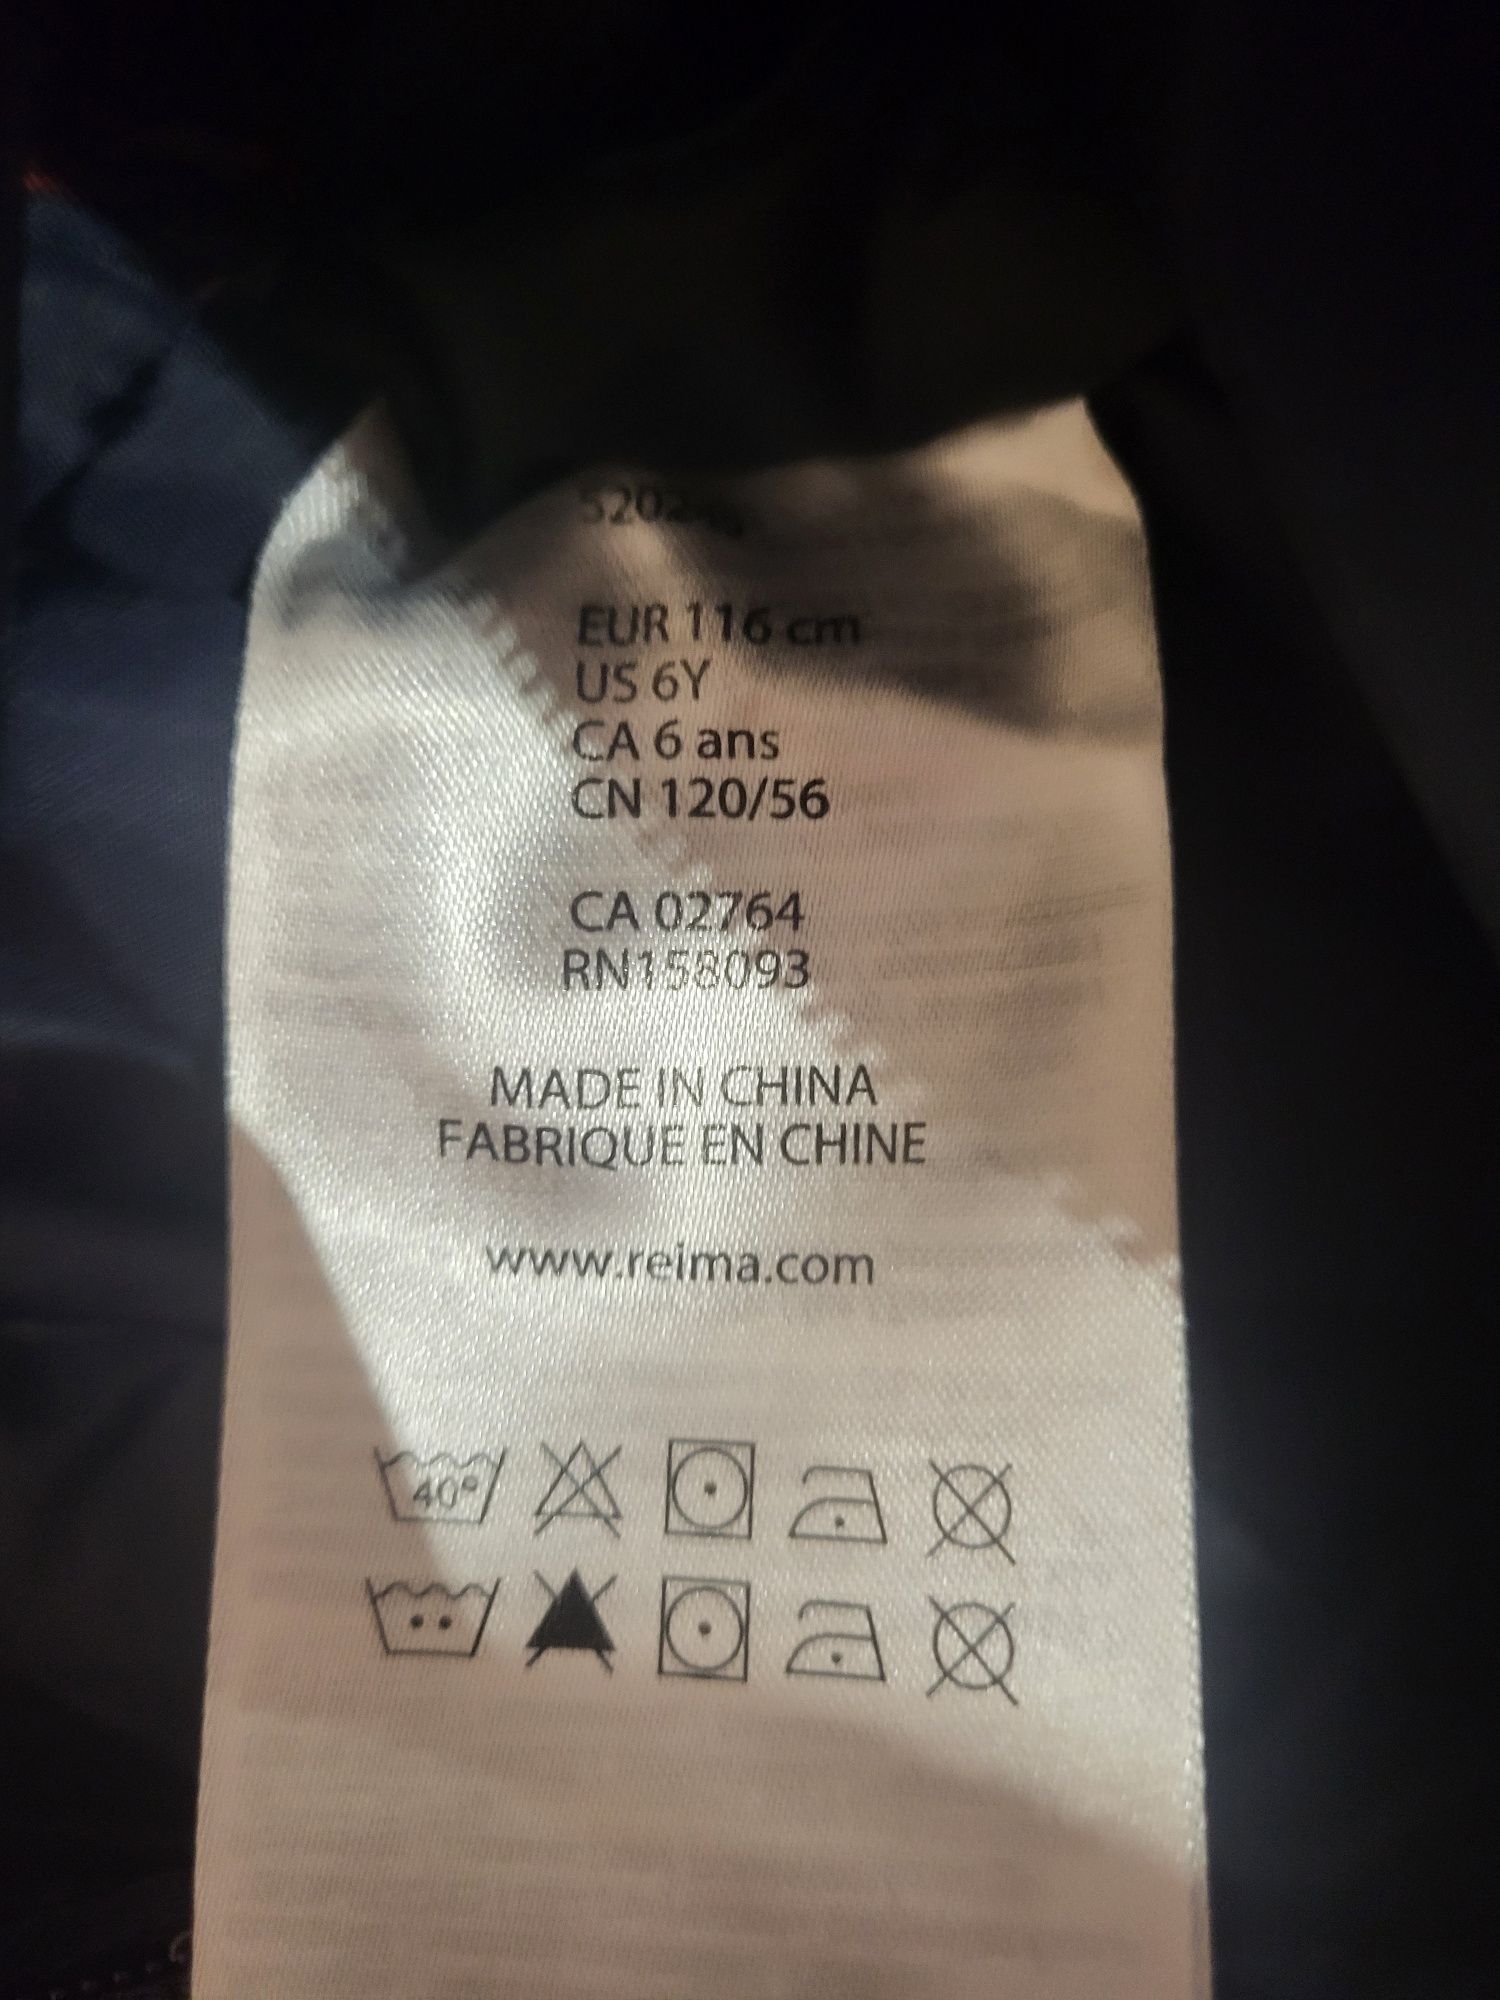 EUR 116 cm
US 6Y
CA 6 ans
CN 120/56
CA 02764
RN158093
MADE IN CHINA
FABRIQUE EN CHINE
www.reima.com
40°